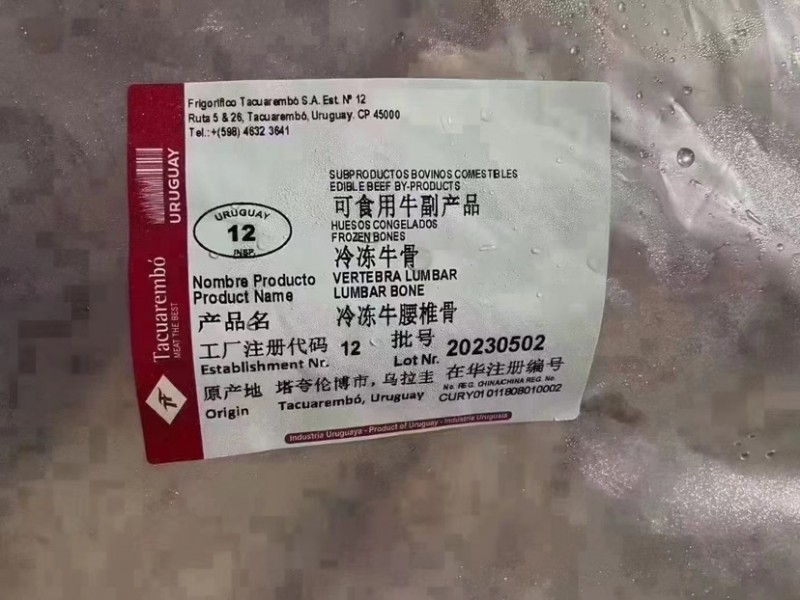 Frigorífico Tacuarembó S.A. Est. Nº 12
Ruta 5 & 26, Tacuarembó, Uruguay. CP 45000
Tel.:+(598) 4632 3641
URUGUAY
Tacuarembó
MEAT THE BEST
SUBPRODUCTOS BOVINOS COMESTIBLES
EDIBLE BEEF BY-PRODUCTS
可食用牛副产品
HUESOS CONGELADOS
FROZEN BONES
冷冻牛骨
URUGUAY
12
INSP.
Nombre Producto VERTEBRA LUMBAR
Product Name LUMBAR BONE
产品名 冷冻牛腰椎骨
工厂注册代码 12 批号 20230502
Establishment Nr. Lot Nr.
原产地 塔夸伦博市，乌拉圭 在华注册编号
Origin Tacuarembó, Uruguay No. REG. CHINA/CHINA REG. No.
CURY01011808010002
Industria Uruguaya - Product of Uruguay - Industria Uruguaia